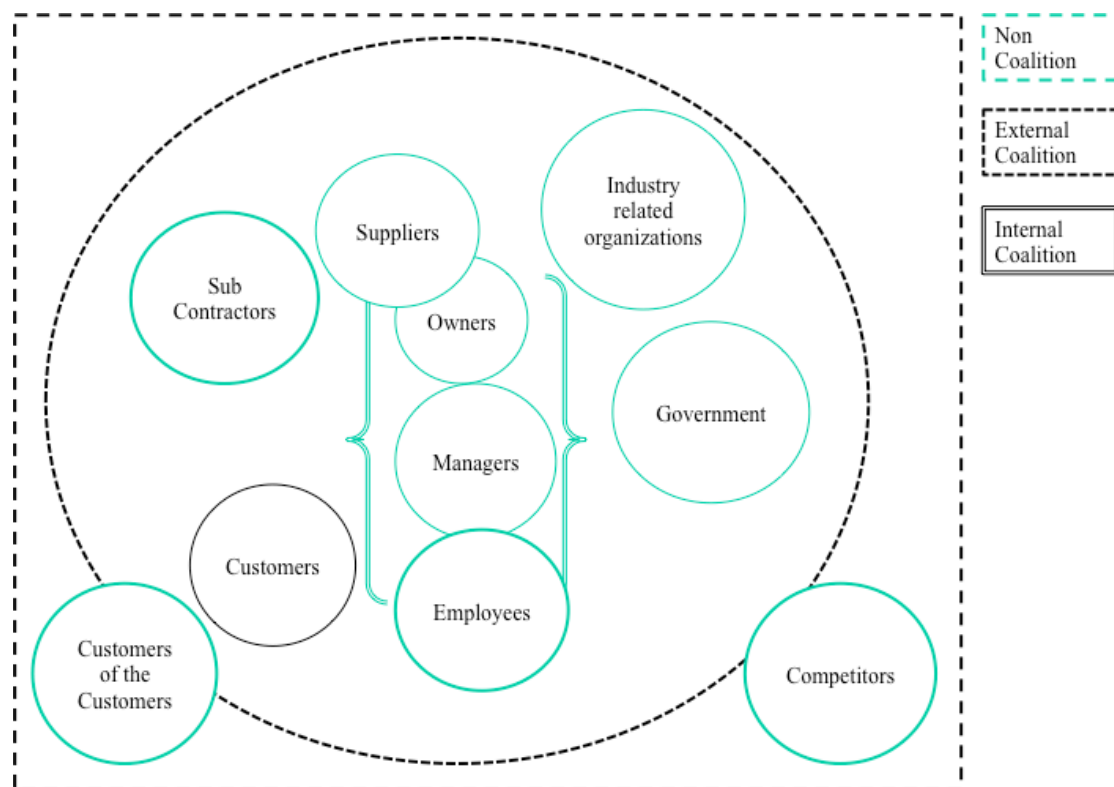 Non
Coalition
External
Coalition
Internal
Coalition
Industry
related
organizations
Suppliers
Sub
Contractors
Owners
Government
Managers
Customers
Employees
Customers
of the
Customers
Competitors